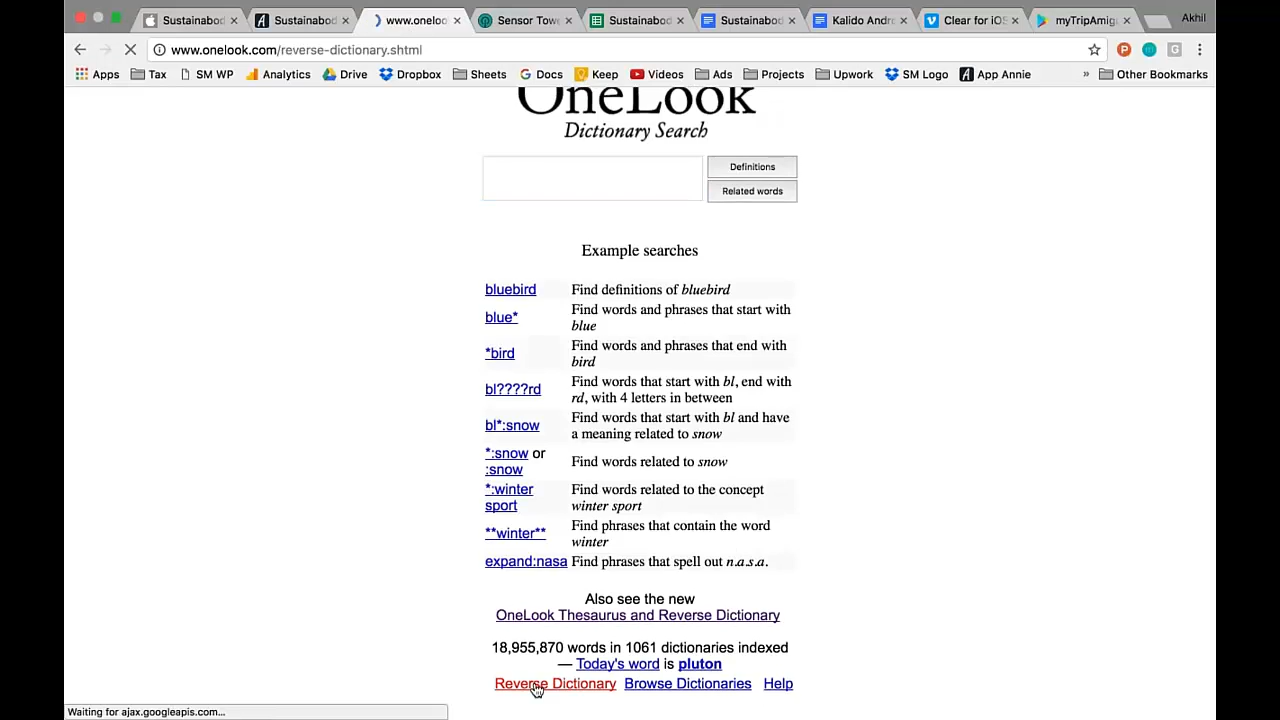 Sustainabod
Sustainabod
www.oneloo
Sensor Tow
Sustainabod
Sustainabod
Kalido Andr
Clear for iOS
myTripAmig
Akhil
www.onelook.com/reverse-dictionary.shtml
Apps Tax SM WP Analytics Drive Dropbox Sheets Docs Keep Videos Ads Projects Upwork SM Logo App Annie » Other Bookmarks
OneLook
Dictionary Search
Definitions
Related words
Example searches
bluebird Find definitions of bluebird
blue* Find words and phrases that start with
blue
*bird Find words and phrases that end with
bird
bl????rd Find words that start with bl, end with
rd, with 4 letters in between
bl*:snow Find words that start with bl and have
a meaning related to snow
*:snow or
:snow Find words related to snow
*:winter
sport Find words related to the concept
winter sport
**winter** Find phrases that contain the word
winter
expand:nasa Find phrases that spell out n.a.s.a.
Also see the new
OneLook Thesaurus and Reverse Dictionary
18,955,870 words in 1061 dictionaries indexed
— Today's word is pluton
Reverse Dictionary Browse Dictionaries Help
Waiting for ajax.googleapis.com...